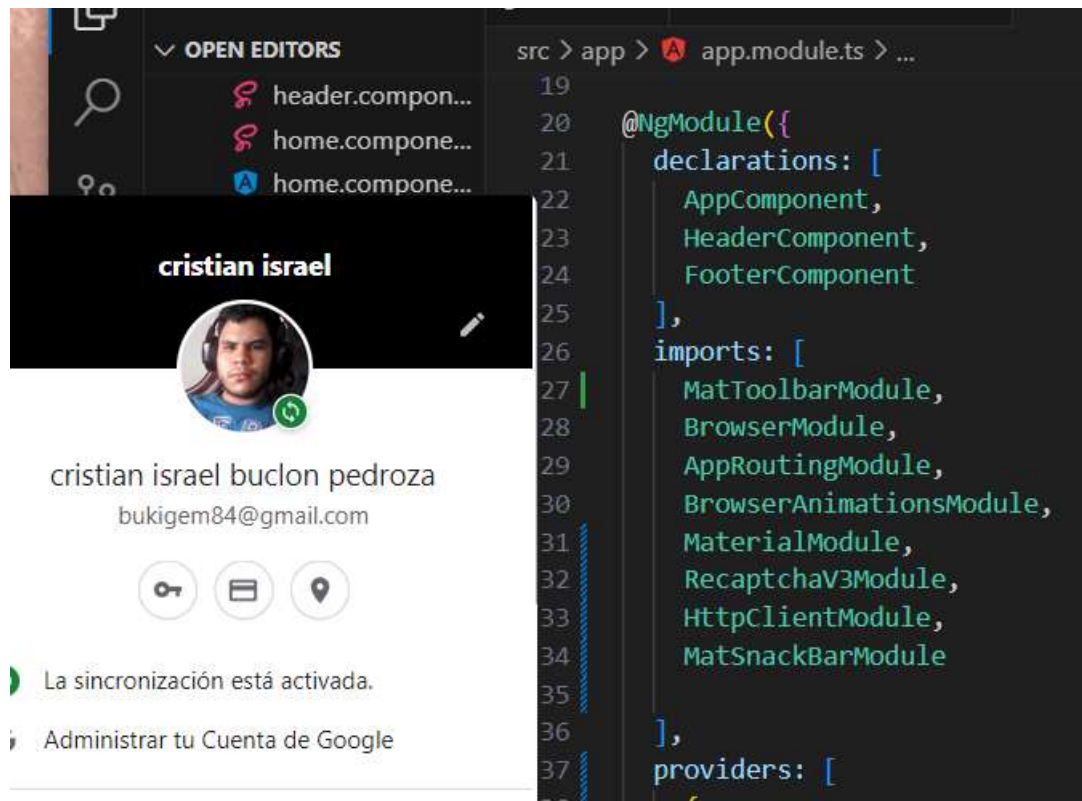 OPEN EDITORS
header.compon...
home.compone...
home.compone...
cristian israel
cristian israel buclon pedroza
bukigem84@gmail.com
La sincronización está activada.
Administrar tu Cuenta de Google
src > app > app.module.ts > ...
19
20 @NgModule({
21 declarations: [
22 AppComponent,
23 HeaderComponent,
24 FooterComponent
25 ],
26 imports: [
27 MatToolbarModule,
28 BrowserModule,
29 AppRoutingModule,
30 BrowserAnimationsModule,
31 MaterialModule,
32 RecaptchaV3Module,
33 HttpClientModule,
34 MatSnackBarModule
35
36 ],
37 providers: [